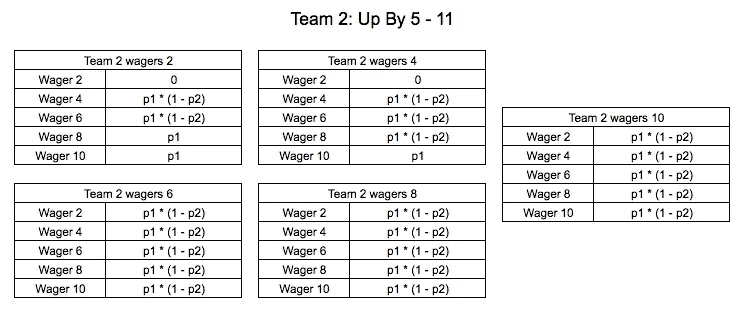 Team 2: Up By 5 - 11
Team 2 wagers 2
Wager 2 0
Wager 4 p1 * (1 - p2)
Wager 6 p1 * (1 - p2)
Wager 8 p1
Wager 10 p1
Team 2 wagers 4
Wager 2 0
Wager 4 p1 * (1 - p2)
Wager 6 p1 * (1 - p2)
Wager 8 p1 * (1 - p2)
Wager 10 p1
Team 2 wagers 10
Wager 2 p1 * (1 - p2)
Wager 4 p1 * (1 - p2)
Wager 6 p1 * (1 - p2)
Wager 8 p1 * (1 - p2)
Wager 10 p1 * (1 - p2)
Team 2 wagers 6
Wager 2 p1 * (1 - p2)
Wager 4 p1 * (1 - p2)
Wager 6 p1 * (1 - p2)
Wager 8 p1 * (1 - p2)
Wager 10 p1 * (1 - p2)
Team 2 wagers 8
Wager 2 p1 * (1 - p2)
Wager 4 p1 * (1 - p2)
Wager 6 p1 * (1 - p2)
Wager 8 p1 * (1 - p2)
Wager 10 p1 * (1 - p2)